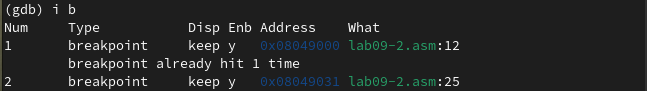 (gdb) i b
Num     Type           Disp Enb Address    What
1       breakpoint     keep y   0x08049000 lab09-2.asm:12
        breakpoint already hit 1 time
2       breakpoint     keep y   0x08049031 lab09-2.asm:25